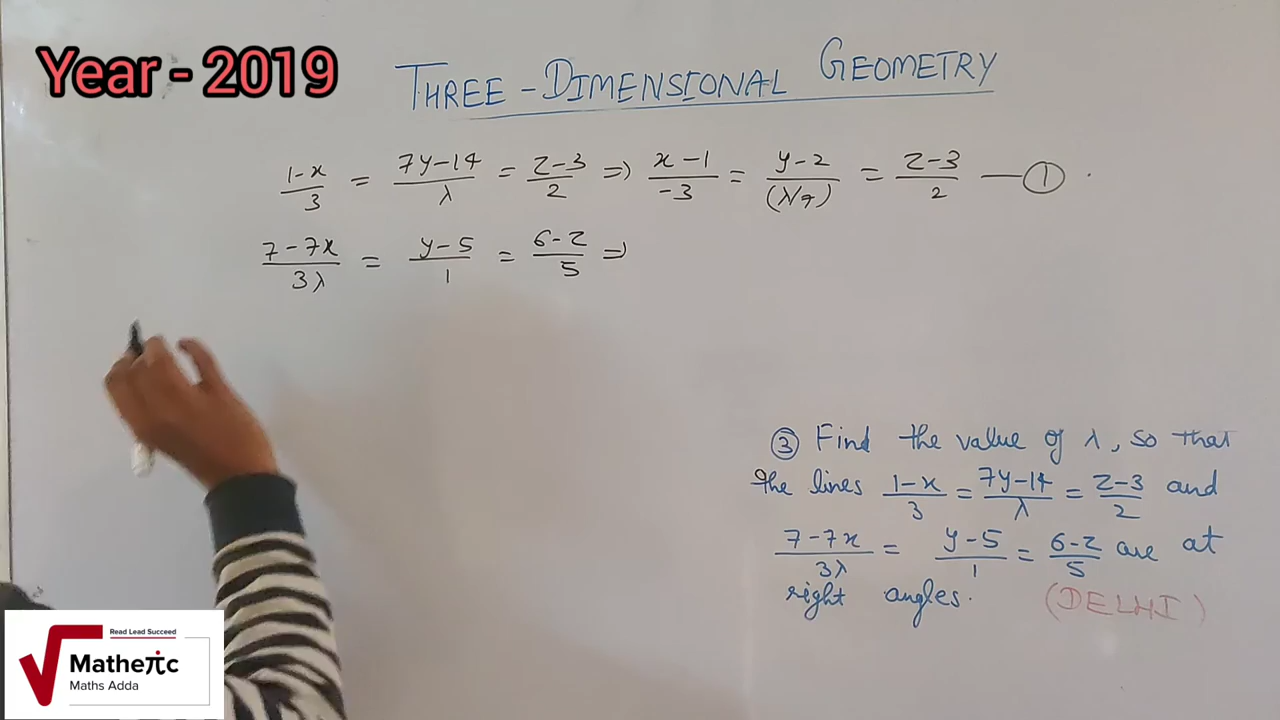 Year - 2019
THREE-DIMENSIONAL GEOMETRY
(1-x)/3 = (7y-14)/λ = (z-3)/2 ⇒ (x-1)/-3 = (y-2)/(λ/7) = (z-3)/2 — ①
(7-7x)/3λ = (y-5)/1 = (6-z)/5 ⇒
③ Find the value of λ, so that
the lines (1-x)/3 = (7y-14)/λ = (z-3)/2 and
(7-7x)/3λ = (y-5)/1 = (6-z)/5 are at
right angles. (DELHI)
Read Lead Succeed
Matheπc
Maths Adda